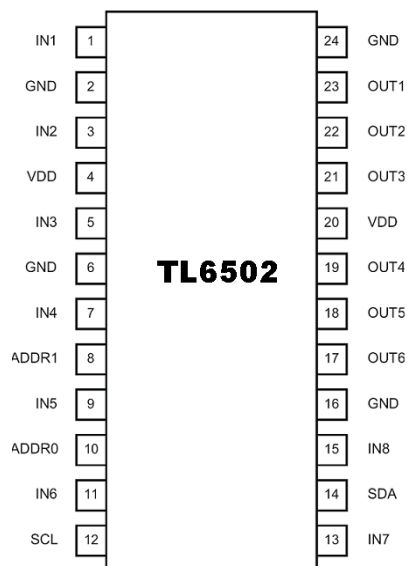 IN1 1 24 GND
GND 2 23 OUT1
IN2 3 22 OUT2
VDD 4 21 OUT3
IN3 5 20 VDD
GND 6 19 OUT4
TL6502
IN4 7 18 OUT5
ADDR1 8 17 OUT6
IN5 9 16 GND
ADDR0 10 15 IN8
IN6 11 14 SDA
SCL 12 13 IN7